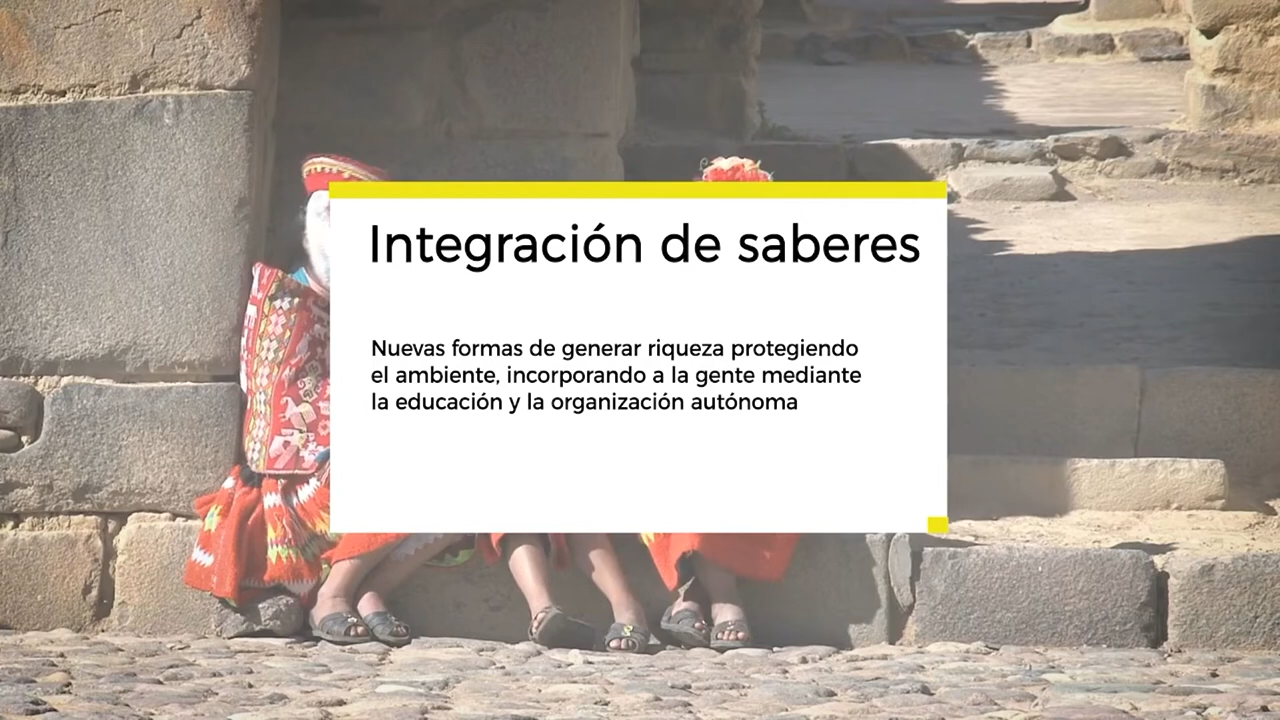 Integración de saberes
Nuevas formas de generar riqueza protegiendo
el ambiente, incorporando a la gente mediante
la educación y la organización autónoma